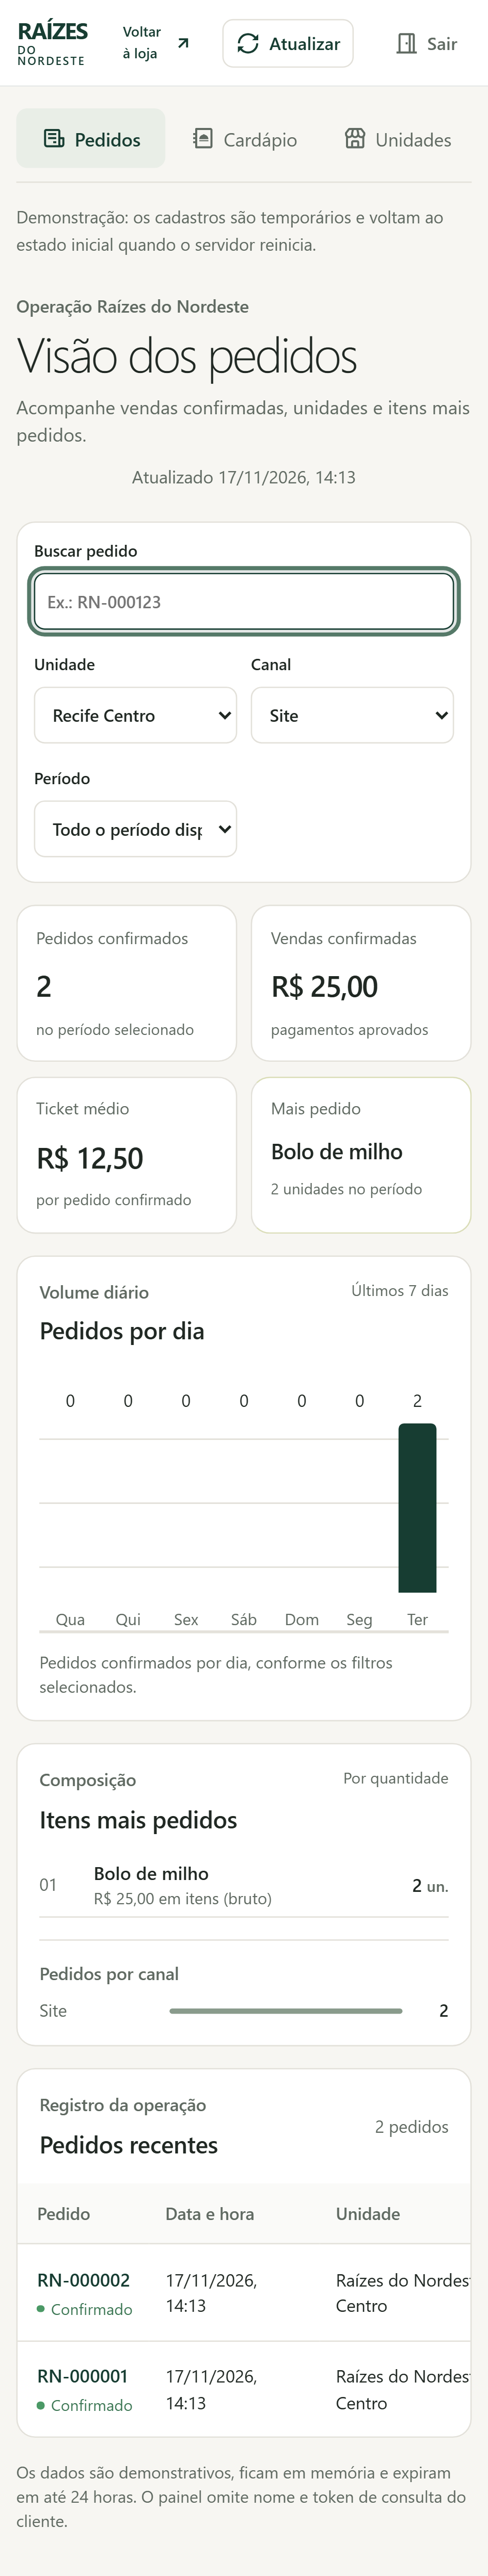 RAÍZES
DO
NORDESTE
Voltar
à loja
Atualizar
Sair
Pedidos
Cardápio
Unidades
Demonstração: os cadastros são temporários e voltam ao
estado inicial quando o servidor reinicia.
Operação Raízes do Nordeste
Visão dos pedidos
Acompanhe vendas confirmadas, unidades e itens mais
pedidos.
Atualizado 17/11/2026, 14:13
Buscar pedido
Ex.: RN-000123
Unidade
Canal
Recife Centro
Site
Período
Todo o período disp
Pedidos confirmados
2
no período selecionado
Vendas confirmadas
R$ 25,00
pagamentos aprovados
Ticket médio
R$ 12,50
por pedido confirmado
Mais pedido
Bolo de milho
2 unidades no período
Volume diário
Últimos 7 dias
Pedidos por dia
0 0 0 0 0 0 2
Qua Qui Sex Sáb Dom Seg Ter
Pedidos confirmados por dia, conforme os filtros
selecionados.
Composição
Por quantidade
Itens mais pedidos
01
Bolo de milho
R$ 25,00 em itens (bruto)
2 un.
Pedidos por canal
Site
2
Registro da operação
Pedidos recentes
2 pedidos
Pedido Data e hora Unidade
RN-000002
Confirmado
17/11/2026,
14:13
Raízes do Nordest
Centro
RN-000001
Confirmado
17/11/2026,
14:13
Raízes do Nordest
Centro
Os dados são demonstrativos, ficam em memória e expiram
em até 24 horas. O painel omite nome e token de consulta do
cliente.